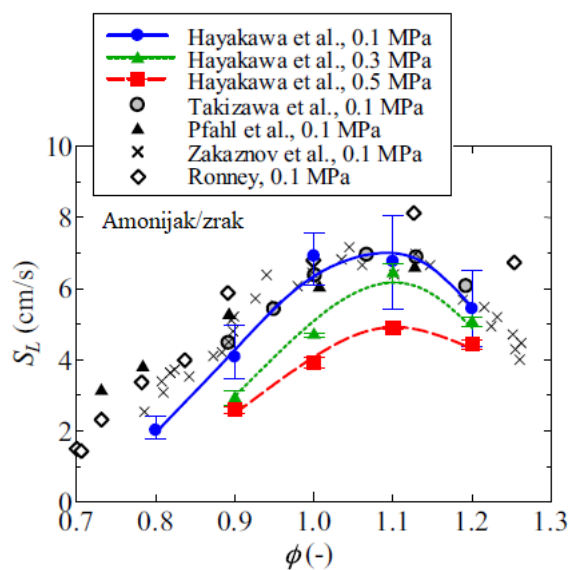 Hayakawa et al., 0.1 MPa
Hayakawa et al., 0.3 MPa
Hayakawa et al., 0.5 MPa
Takizawa et al., 0.1 MPa
Pfahl et al., 0.1 MPa
Zakaznov et al., 0.1 MPa
Ronney, 0.1 MPa
Amonijak/zrak
10
8
6
4
2
0
S_L (cm/s)
0.7 0.8 0.9 1.0 1.1 1.2 1.3
ϕ (-)